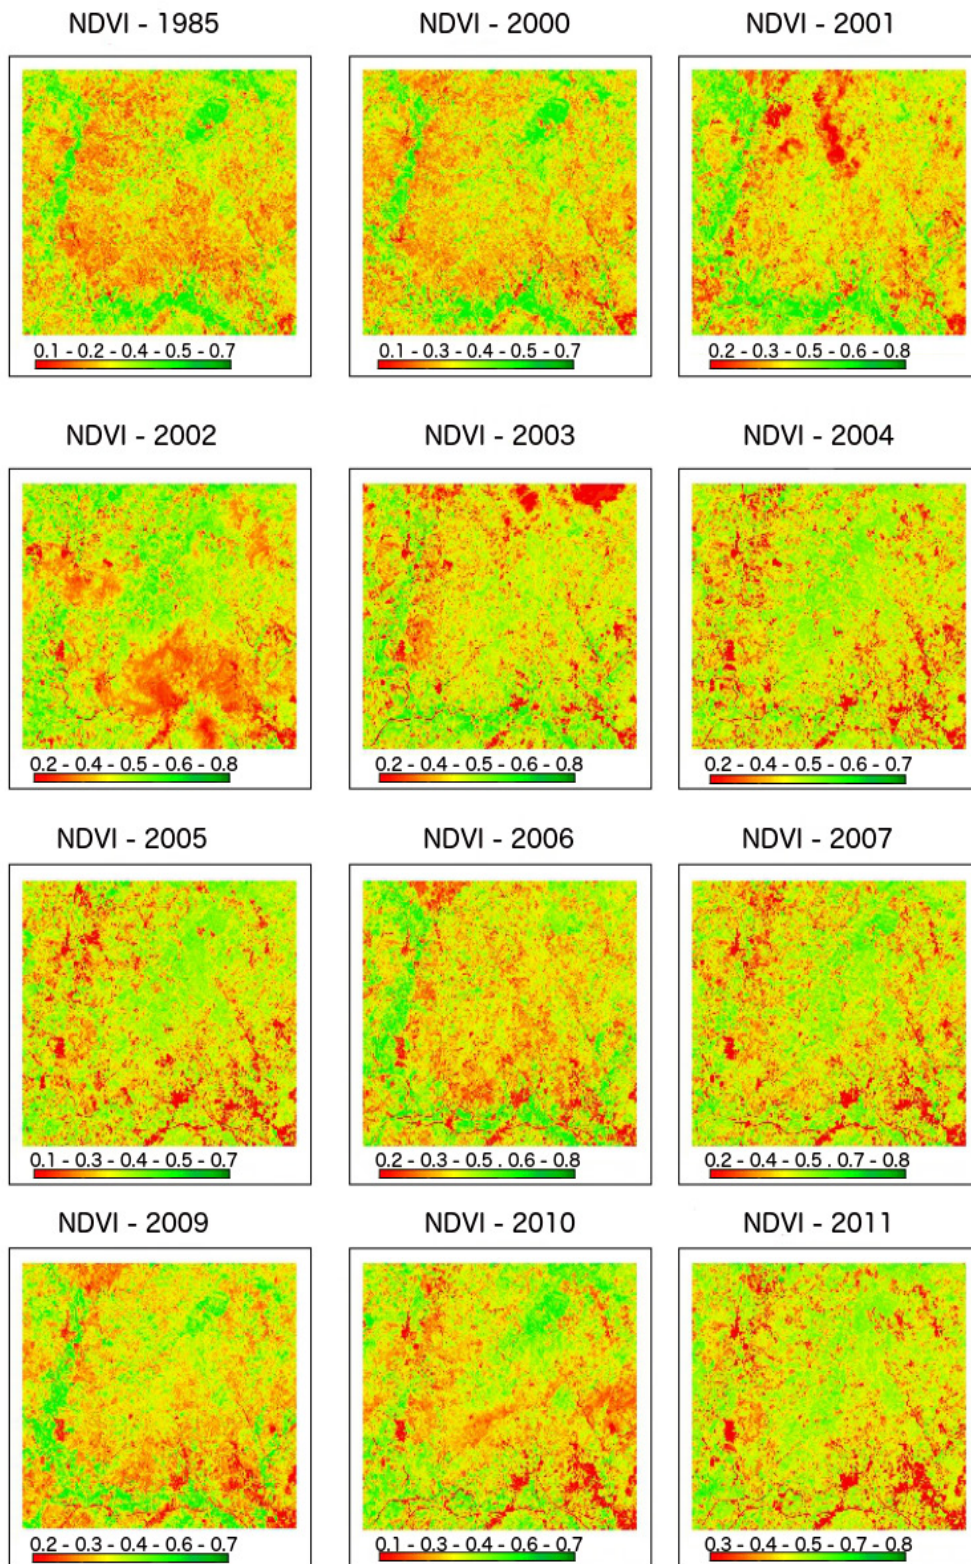 NDVI - 1985
NDVI - 2000
NDVI - 2001
0.1 - 0.2 - 0.4 - 0.5 - 0.7
0.1 - 0.3 - 0.4 - 0.5 - 0.7
0.2 - 0.3 - 0.5 - 0.6 - 0.8
NDVI - 2002
NDVI - 2003
NDVI - 2004
0.2 - 0.4 - 0.5 - 0.6 - 0.8
0.2 - 0.4 - 0.5 - 0.6 - 0.8
0.2 - 0.4 - 0.5 - 0.6 - 0.7
NDVI - 2005
NDVI - 2006
NDVI - 2007
0.1 - 0.3 - 0.4 - 0.5 - 0.7
0.2 - 0.3 - 0.5 . 0.6 - 0.8
0.2 - 0.4 - 0.5 . 0.7 - 0.8
NDVI - 2009
NDVI - 2010
NDVI - 2011
0.2 - 0.3 - 0.4 - 0.6 - 0.7
0.1 - 0.3 - 0.4 - 0.6 - 0.7
0.3 - 0.4 - 0.5 - 0.7 - 0.8